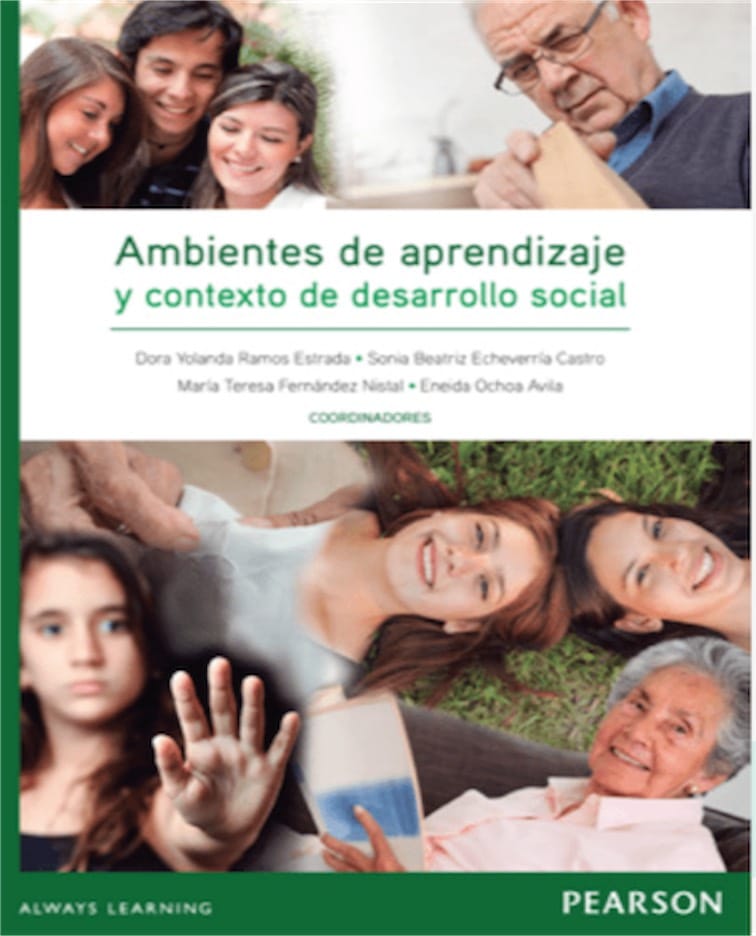 Ambientes de aprendizaje
y contexto de desarrollo social
Dora Yolanda Ramos Estrada • Sonia Beatriz Echeverría Castro
María Teresa Fernández Nistal • Eneida Ochoa Avila
COORDINADORES
ALWAYS LEARNING
PEARSON